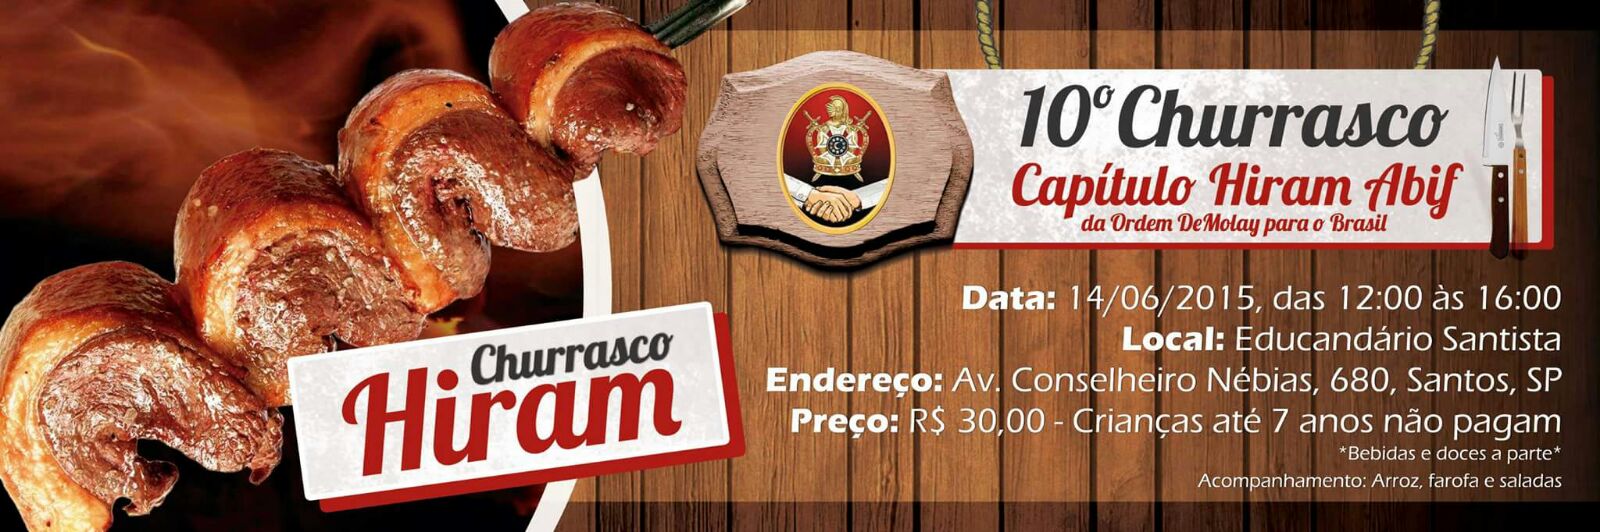 Churrasco
Hiram
10º Churrasco
Capítulo Hiram Abif
da Ordem DeMolay para o Brasil
Data: 14/06/2015, das 12:00 às 16:00
Local: Educandário Santista
Endereço: Av. Conselheiro Nébias, 680, Santos, SP
Preço: R$ 30,00 - Crianças até 7 anos não pagam
*Bebidas e doces a parte*
Acompanhamento: Arroz, farofa e saladas